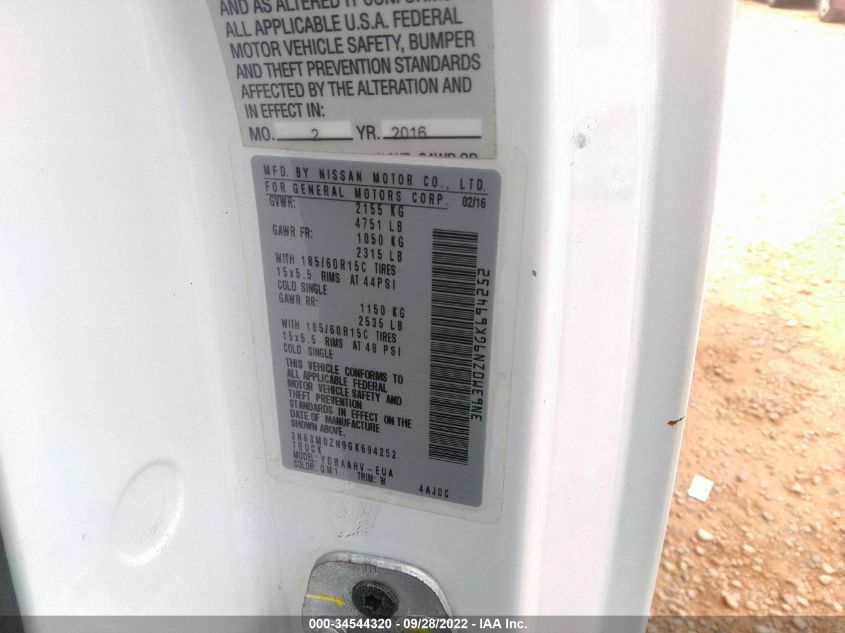 AND AS ALTERED IT CONFORMS
ALL APPLICABLE U.S.A. FEDERAL
MOTOR VEHICLE SAFETY, BUMPER
AND THEFT PREVENTION STANDARDS
AFFECTED BY THE ALTERATION AND
IN EFFECT IN:
MO. 2 YR. 2016
GAWR OR
MFD. BY NISSAN MOTOR CO., LTD.
FOR GENERAL MOTORS CORP. 02/16
GVWR: 2155 KG
4751 LB
GAWR FR: 1050 KG
2315 LB
WITH 185/60R15C TIRES
15x5.5 RIMS AT 44PSI
COLD SINGLE
GAWR RR: 1150 KG
2535 LB
WITH 185/60R15C TIRES
15x5.5 RIMS AT 48 PSI
COLD SINGLE
THIS VEHICLE CONFORMS TO
ALL APPLICABLE FEDERAL
MOTOR VEHICLE SAFETY AND
THEFT PREVENTION
STANDARDS IN EFFECT ON THE
DATE OF MANUFACTURE
SHOWN ABOVE.
3N63M0ZN9GK694252
TRUCK
MODEL: YDRAAHV-EUA
COLOR: QM1 TRIM: W
4AJ0C
3N63M0ZN9GK694252
000-34544320 / 09/28/2022 - IAA Inc.